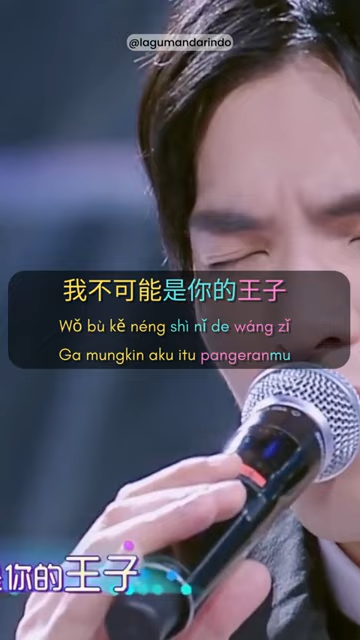 @lagumandarindo
我不可能是你的王子
Wǒ bù kě néng shì nǐ de wáng zǐ
Ga mungkin aku itu pangeranmu
是你的王子